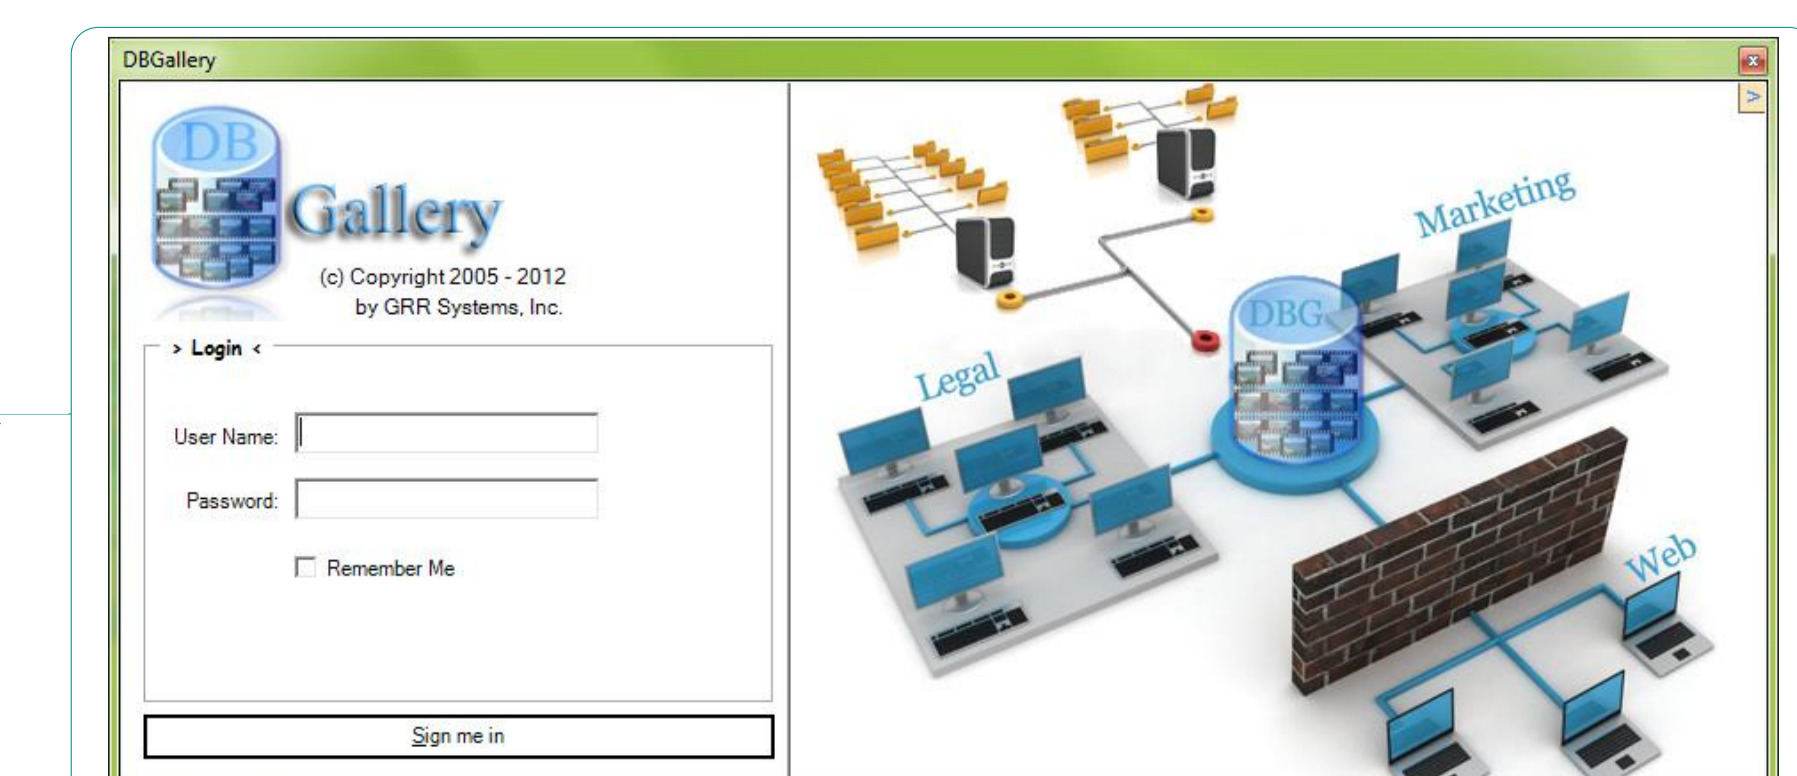 DBGallery
>
DB
Gallery
(c) Copyright 2005 - 2012
by GRR Systems, Inc.
> Login <
User Name:
Password:
Remember Me
Sign me in
Marketing
DBG
Legal
Web